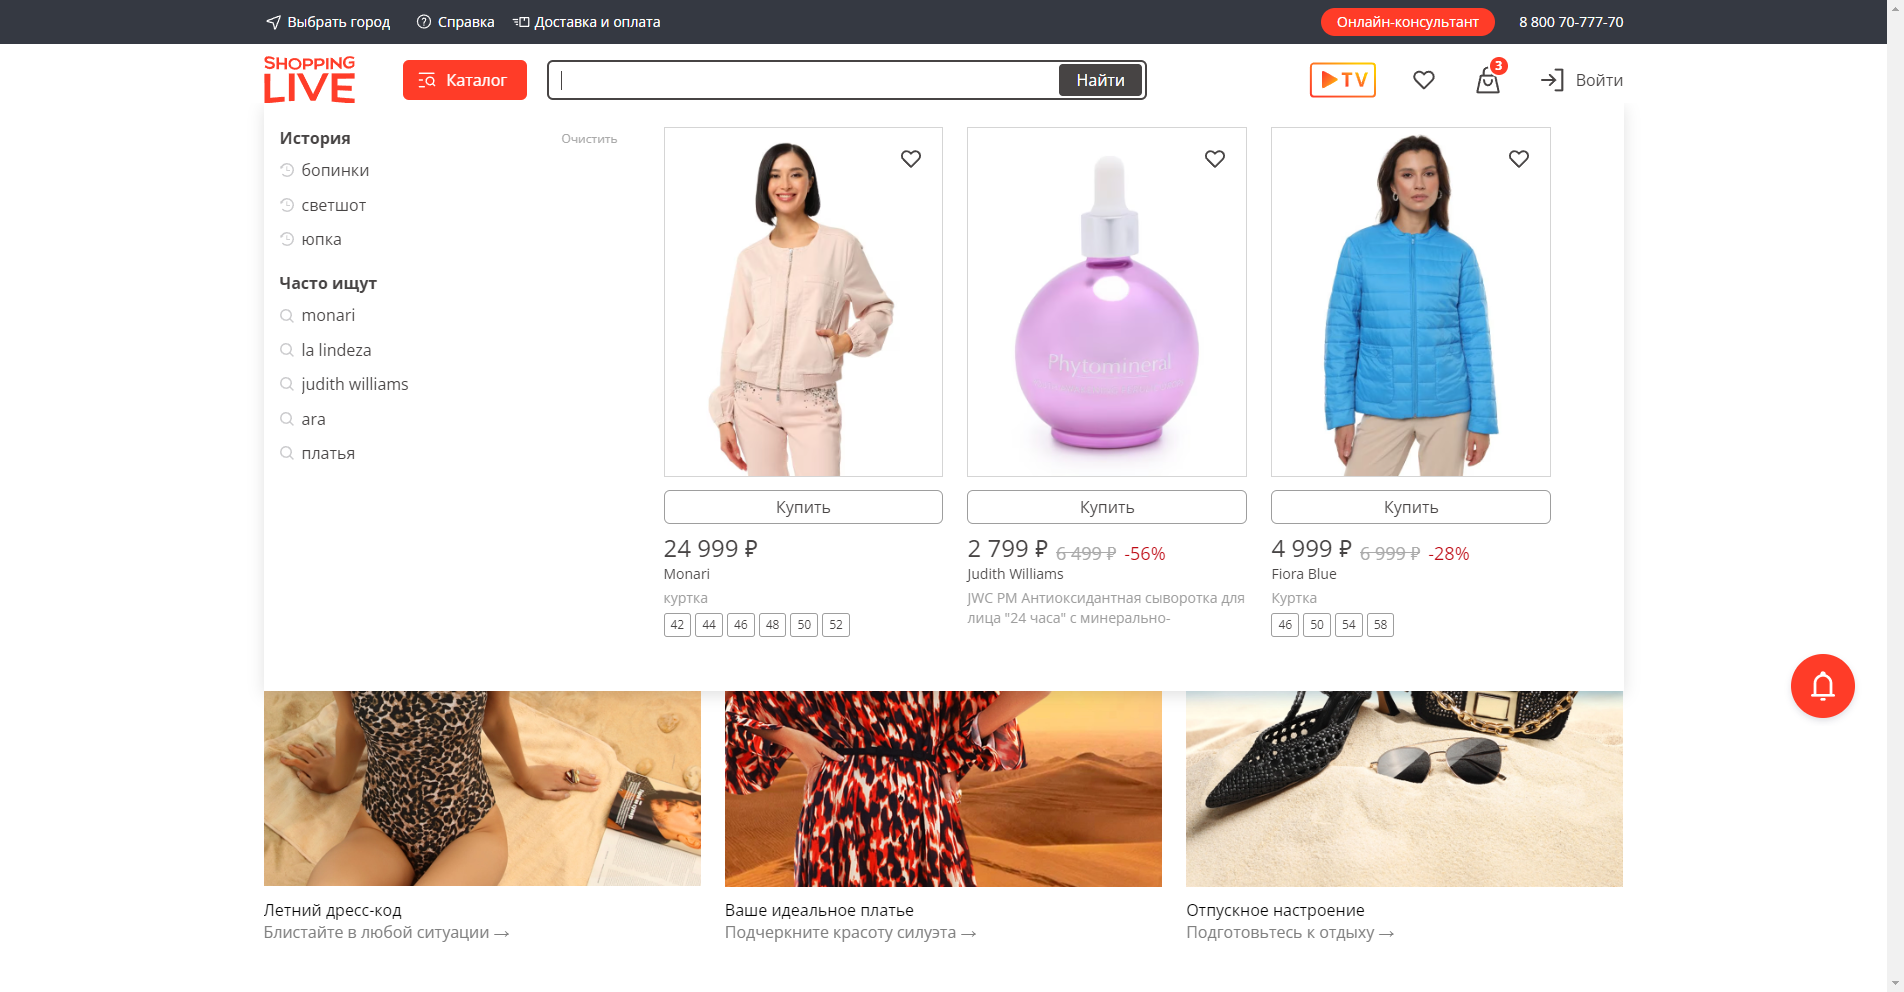 Выбрать город
Справка
Доставка и оплата
Онлайн-консультант
8 800 70-777-70
SHOPPING
LIVE
Каталог
Найти
TV
3
Войти
История
Очистить
бопинки
светшот
юпка
Часто ищут
monari
la lindeza
judith williams
ara
платья
Phytomineral
Купить
24 999 ₽
Monari
куртка
42 44 46 48 50 52
Купить
2 799 ₽ 6 499 ₽ -56%
Judith Williams
JWC PM Антиоксидантная сыворотка для
лица "24 часа" с минерально-
Купить
4 999 ₽ 6 999 ₽ -28%
Fiora Blue
Куртка
46 50 54 58
Летний дресс-код
Блистайте в любой ситуации →
Ваше идеальное платье
Подчеркните красоту силуэта →
Отпускное настроение
Подготовьтесь к отдыху →